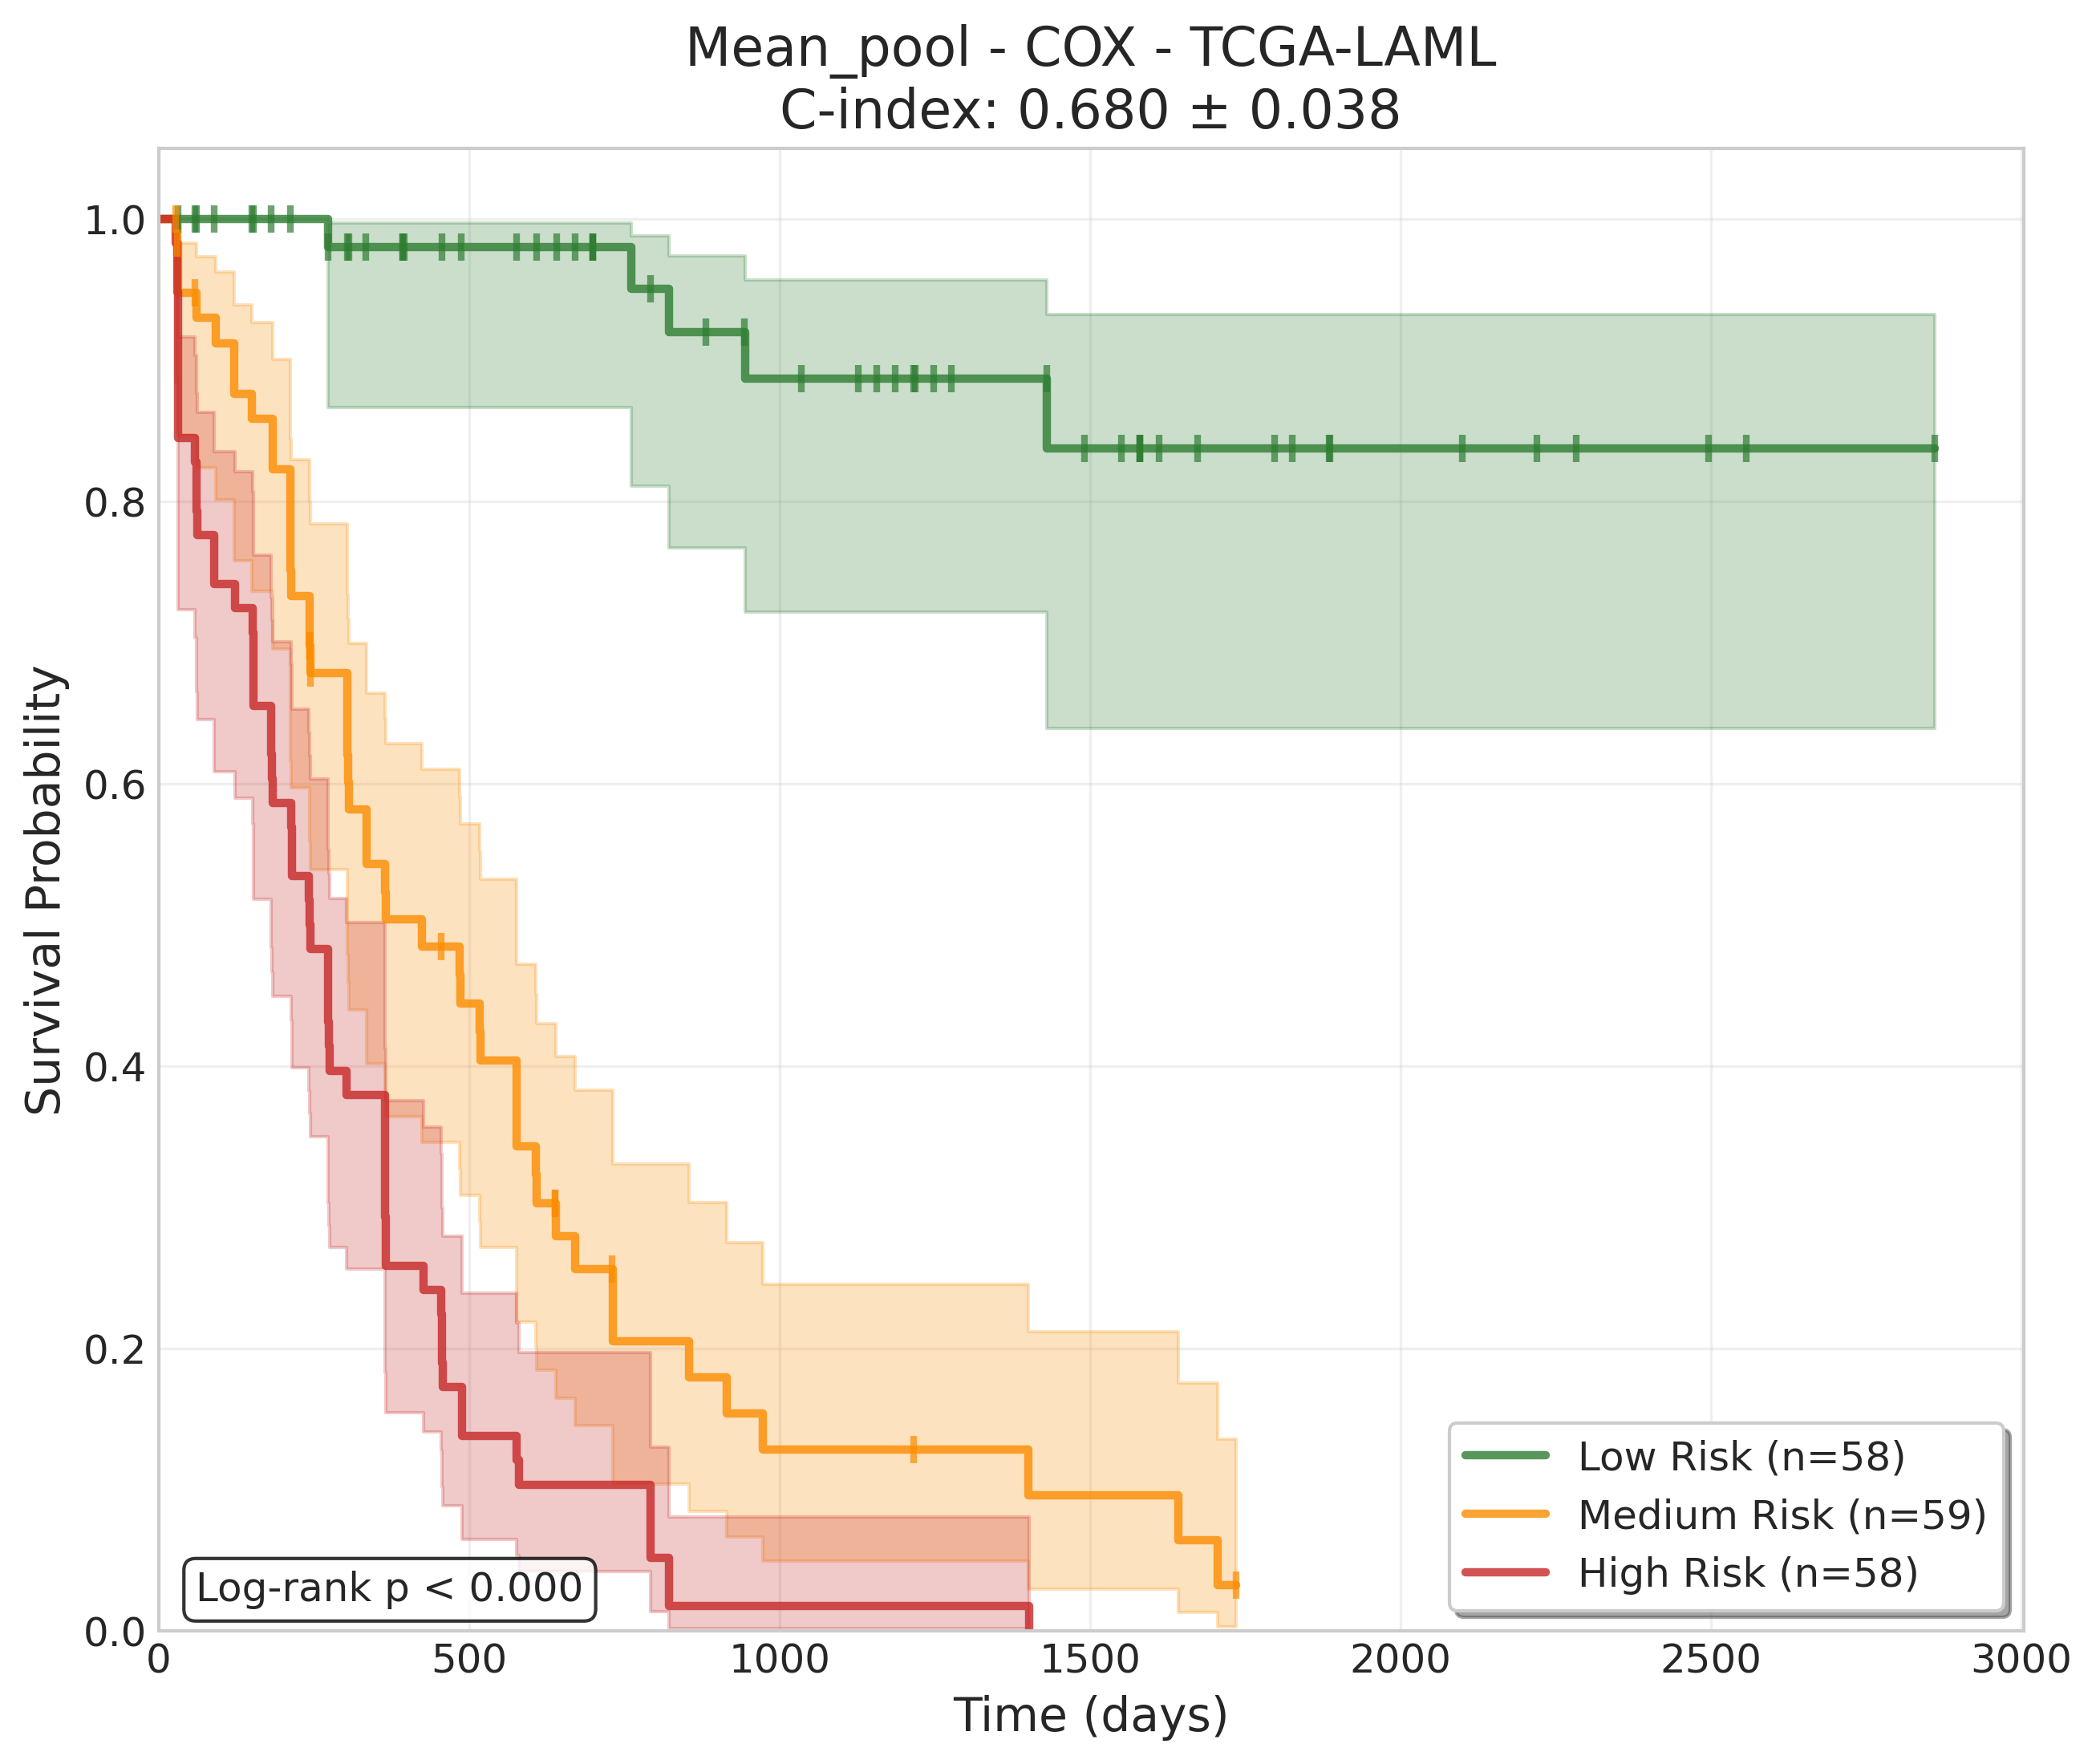 Mean_pool - COX - TCGA-LAML
C-index: 0.680 ± 0.038
Survival Probability
1.0
0.8
0.6
0.4
0.2
0.0
0 500 1000 1500 2000 2500 3000
Time (days)
Log-rank p < 0.000
Low Risk (n=58)
Medium Risk (n=59)
High Risk (n=58)